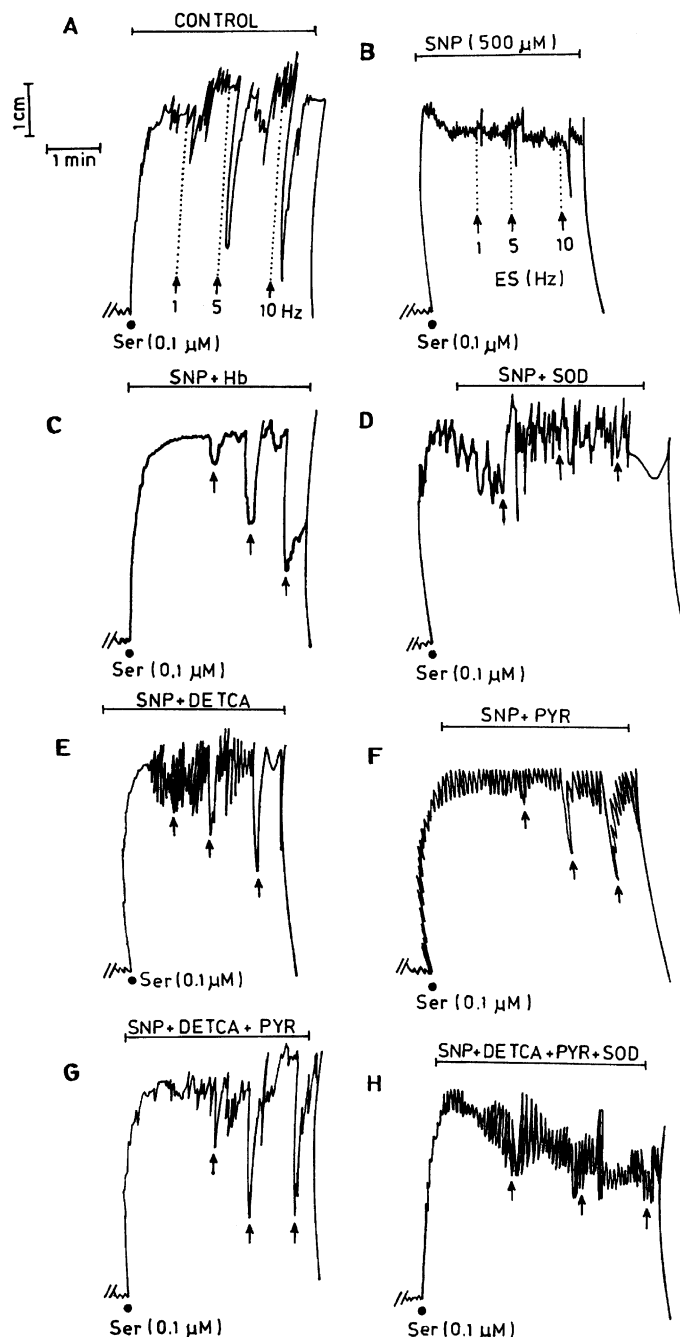 A
CONTROL
1 cm
1 min
1 5 10 Hz
Ser (0.1 µM)
B
SNP (500 µM)
1 5 10
ES (Hz)
Ser (0.1 µM)
C
SNP + Hb
Ser (0.1 µM)
D
SNP + SOD
Ser (0.1 µM)
E
SNP + DETCA
Ser (0.1 µM)
F
SNP + PYR
Ser (0.1 µM)
G
SNP + DETCA + PYR
Ser (0.1 µM)
H
SNP + DETCA + PYR + SOD
Ser (0.1 µM)